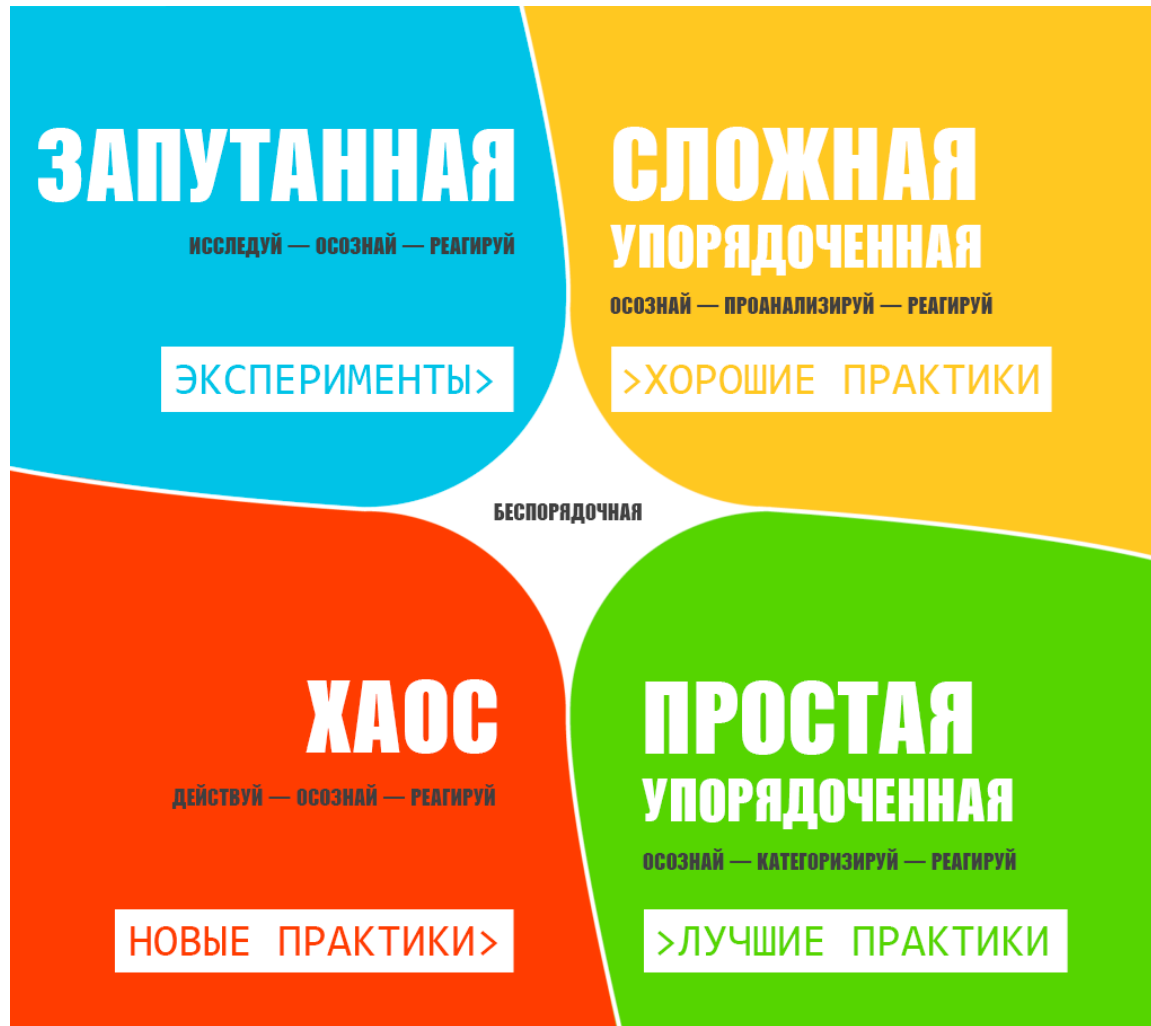 ЗАПУТАННАЯ
ИССЛЕДУЙ — ОСОЗНАЙ — РЕАГИРУЙ
ЭКСПЕРИМЕНТЫ>
СЛОЖНАЯ
УПОРЯДОЧЕННАЯ
ОСОЗНАЙ — ПРОАНАЛИЗИРУЙ — РЕАГИРУЙ
>ХОРОШИЕ ПРАКТИКИ
БЕСПОРЯДОЧНАЯ
ХАОС
ДЕЙСТВУЙ — ОСОЗНАЙ — РЕАГИРУЙ
НОВЫЕ ПРАКТИКИ>
ПРОСТАЯ
УПОРЯДОЧЕННАЯ
ОСОЗНАЙ — КАТЕГОРИЗИРУЙ — РЕАГИРУЙ
>ЛУЧШИЕ ПРАКТИКИ